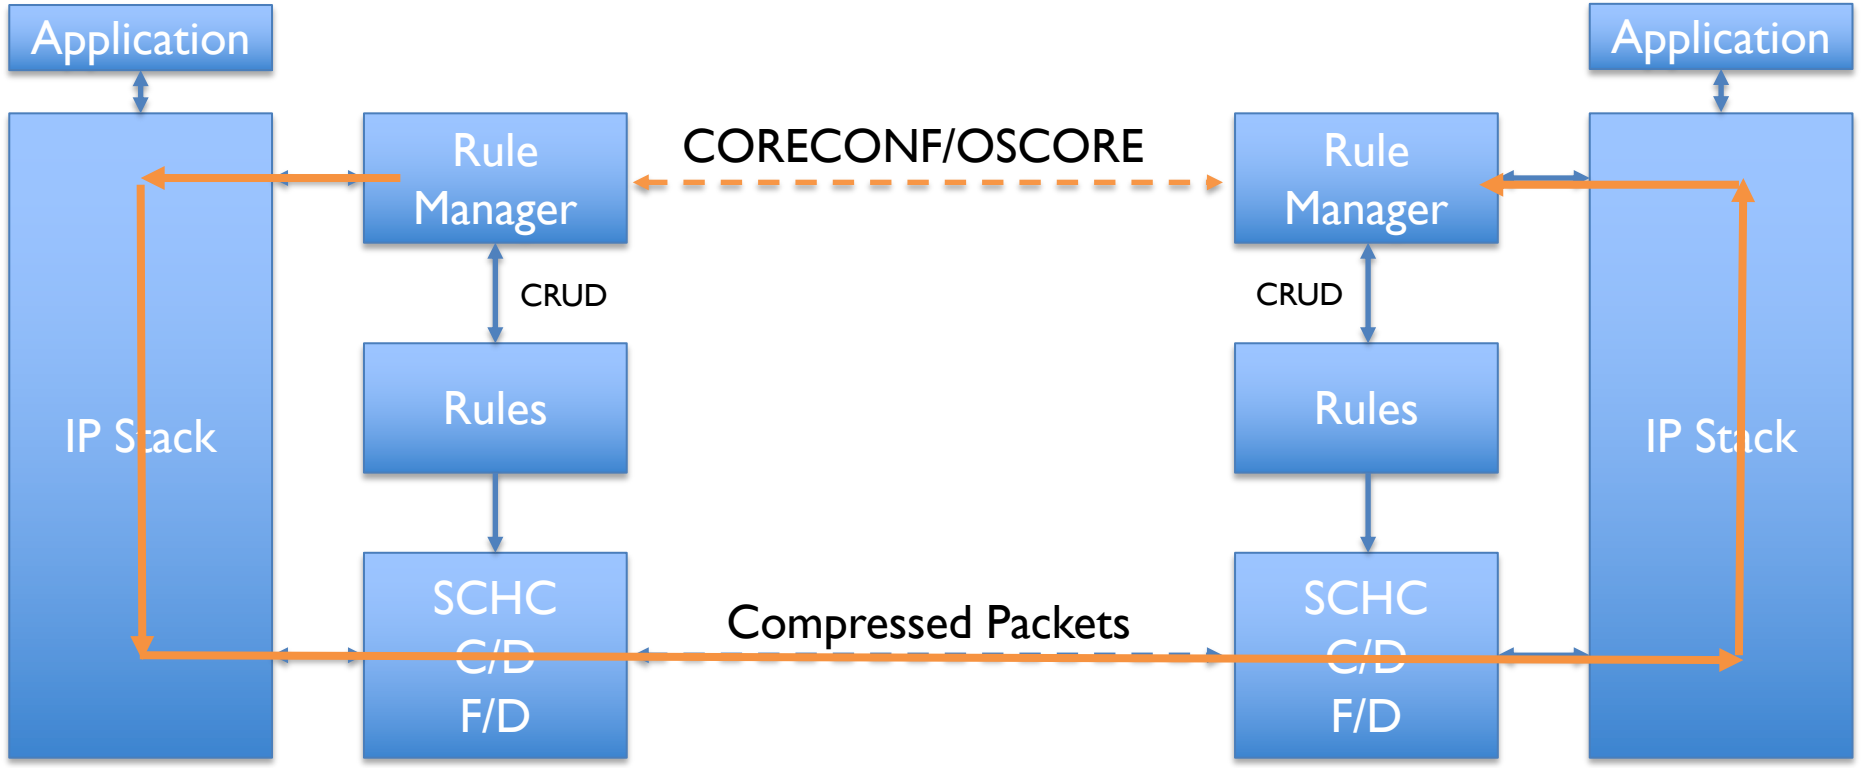 Application
Application
Rule
Manager
CORECONF/OSCORE
Rule
Manager
CRUD
CRUD
IP Stack
Rules
Rules
IP Stack
SCHC
C/D
F/D
Compressed Packets
SCHC
C/D
F/D